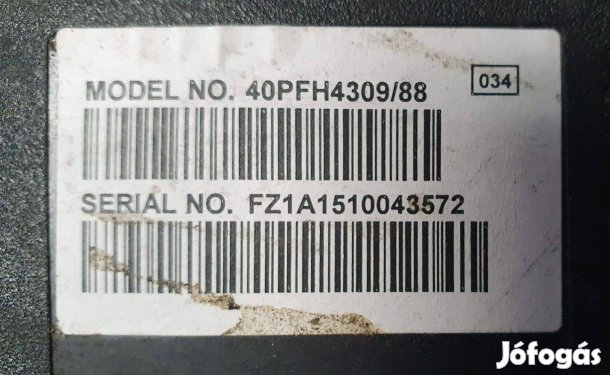 034
MODEL NO. 40PFH4309/88
SERIAL NO. FZ1A1510043572
Jófogás